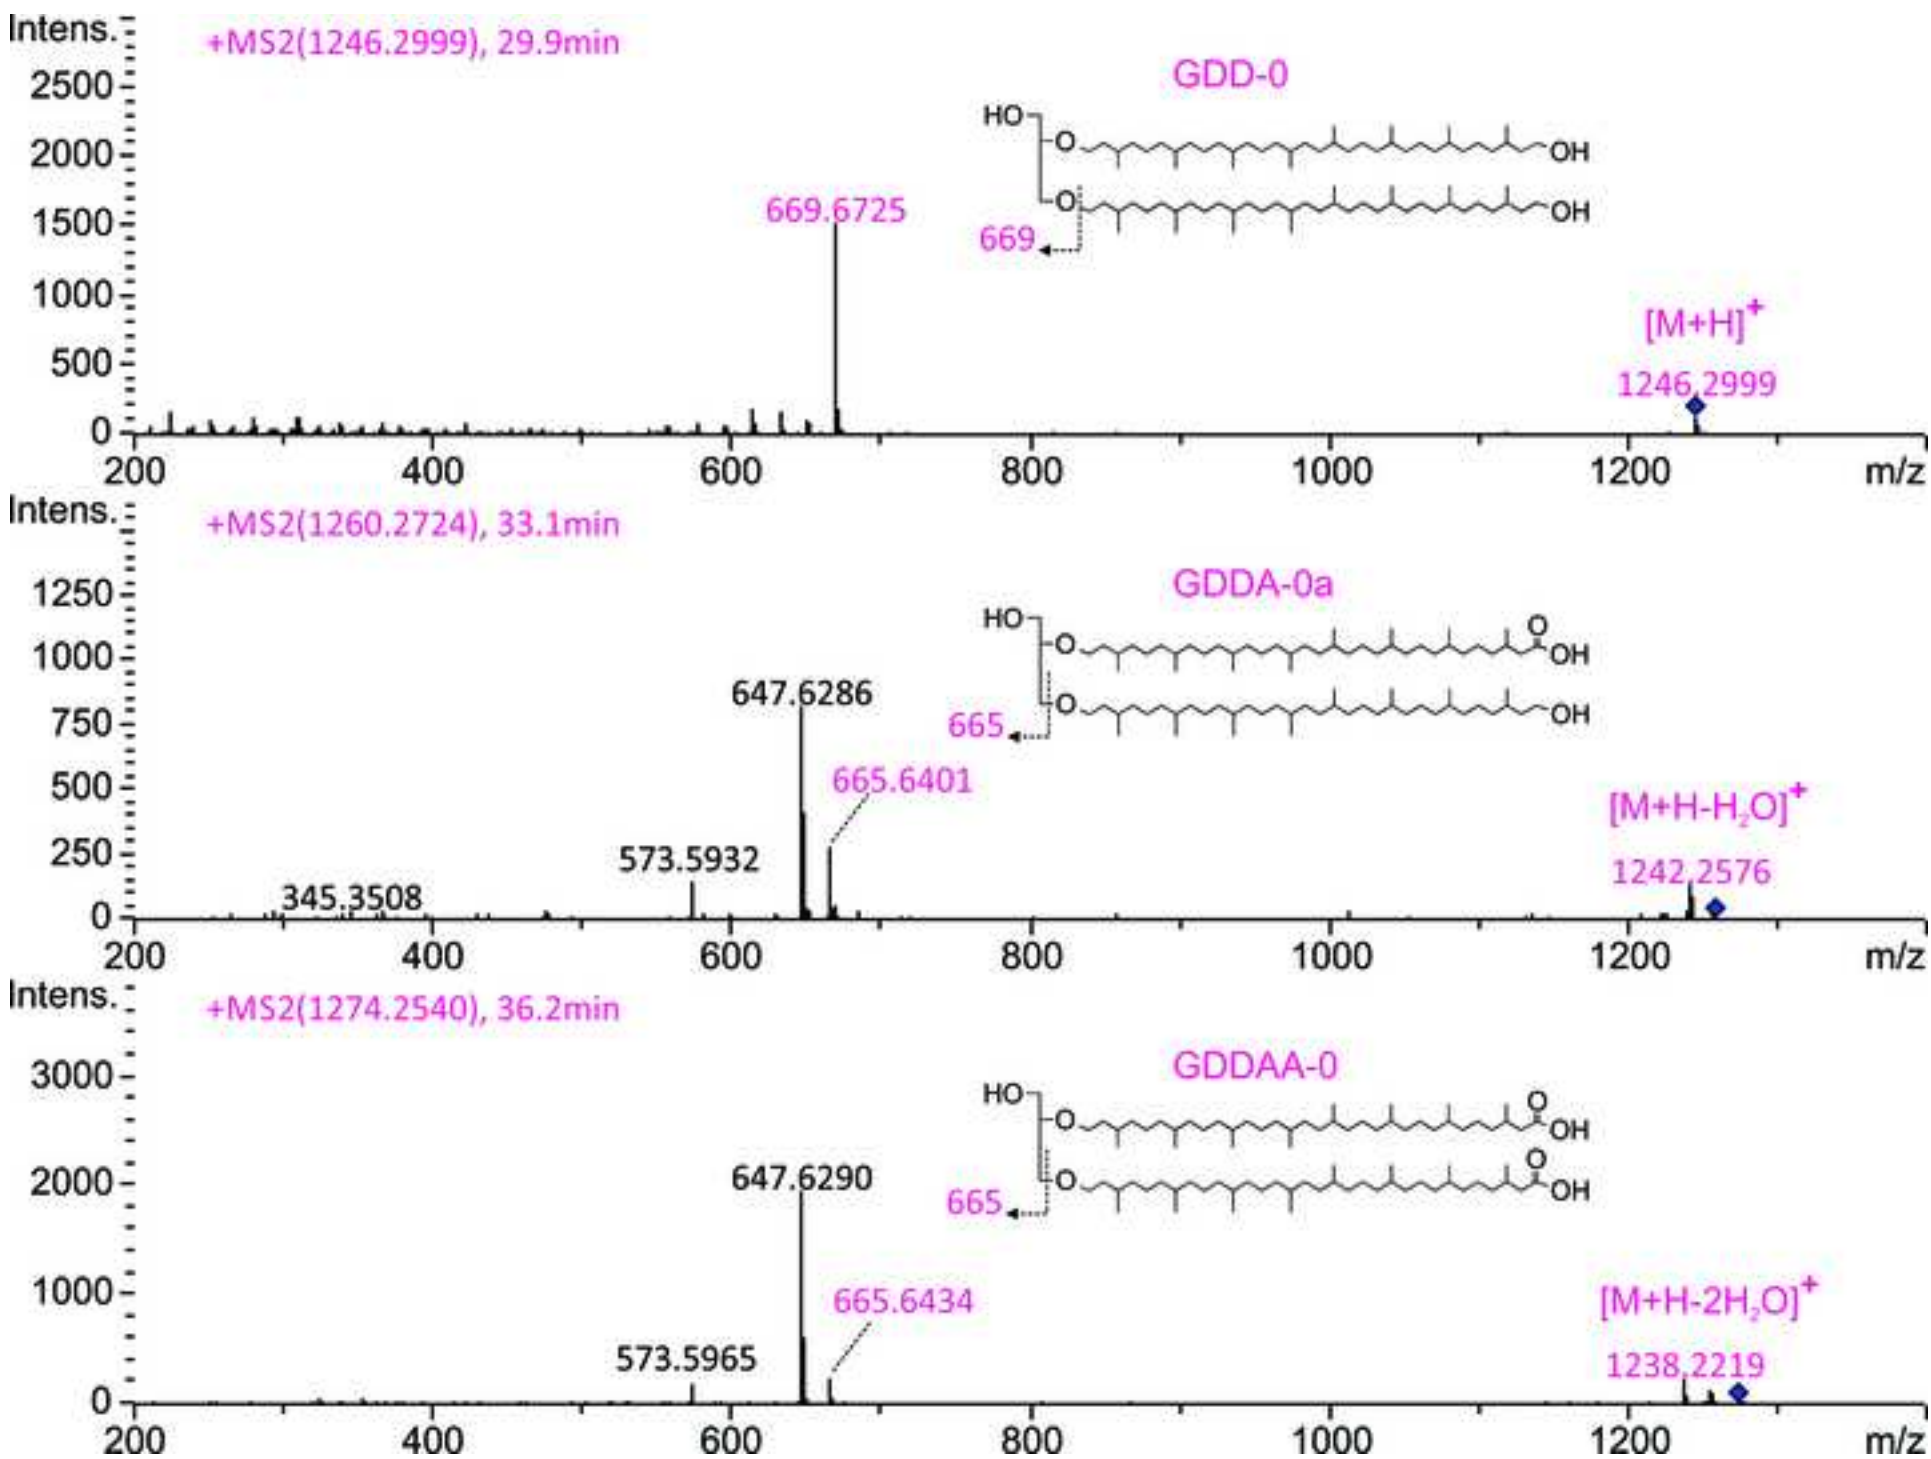 Intens.
+MS2(1246.2999), 29.9min
GDD-0
2500
HO
2000
O
OH
669.6725
1500
O
OH
669
1000
[M+H]+
500
1246.2999
0
200 400 600 800 1000 1200 m/z
Intens.
+MS2(1260.2724), 33.1min
1250
GDDA-0a
HO
O
1000
O
OH
647.6286
750
O
OH
665
665.6401
500
[M+H-H₂O]+
250
573.5932
1242.2576
345.3508
0
200 400 600 800 1000 1200 m/z
Intens.
+MS2(1274.2540), 36.2min
3000
GDDAA-0
HO
O
O
OH
647.6290
O
2000
O
OH
665
1000
665.6434
[M+H-2H₂O]+
573.5965
1238.2219
0
200 400 600 800 1000 1200 m/z